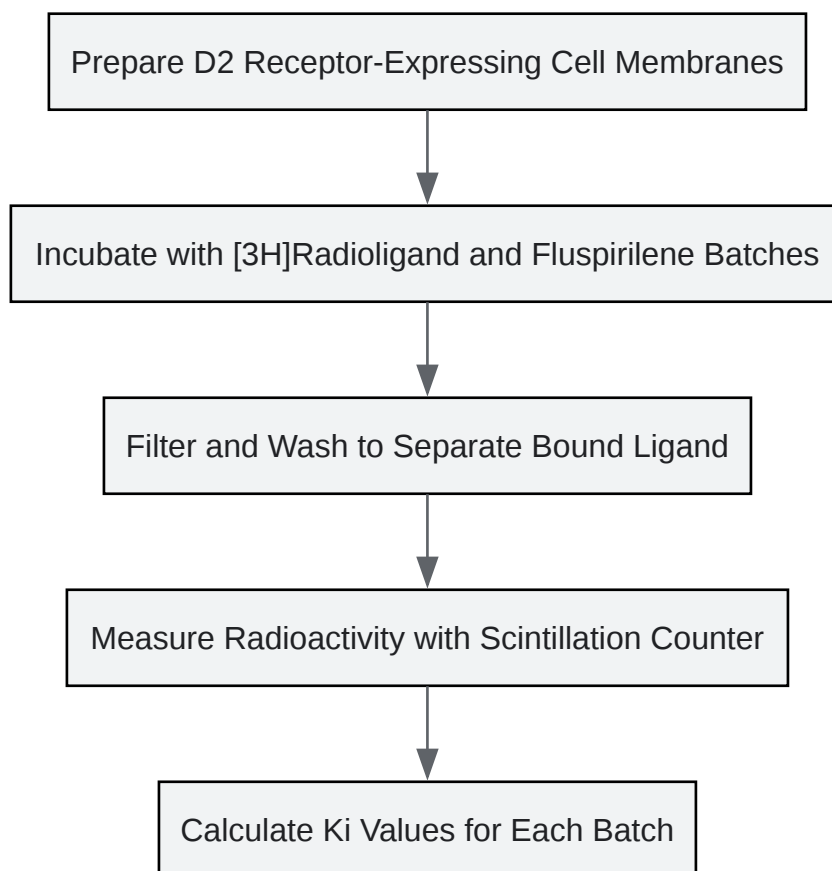 Prepare D2 Receptor-Expressing Cell Membranes
Incubate with [3H]Radioligand and Fluspirilene Batches
Filter and Wash to Separate Bound Ligand
Measure Radioactivity with Scintillation Counter
Calculate Ki Values for Each Batch